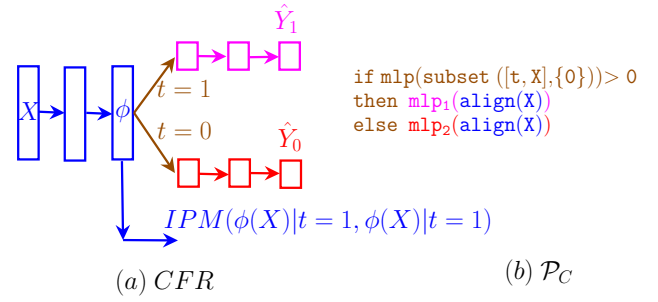 Ŷ₁
X
ϕ
t = 1
t = 0
Ŷ₀
IPM(ϕ(X)|t = 1, ϕ(X)|t = 1)
(a) CFR
if mlp(subset ([t, X],{0}))> 0
then mlp₁(align(X))
else mlp₂(align(X))
(b) 𝒫_C